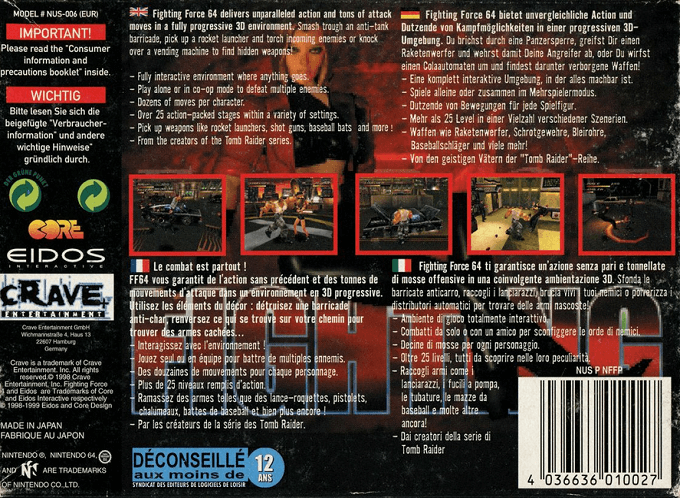 MODEL # NUS-006 (EUR)
IMPORTANT!
Please read the "Consumer
information and
precautions booklet" inside.
WICHTIG
Bitte lesen Sie sich die
beigefügte "Verbraucher-
information" und andere
wichtige Hinweise"
gründlich durch.
DER GRÜNE PUNKT
CORE
EIDOS
INTERACTIVE
CRAVE
ENTERTAINMENT
Crave Entertainment GmbH
Wichmannstraße 4, Haus 13
22607 Hamburg
Germany
Crave is a trademark of Crave
Entertainment, Inc. All rights
reserved.© 1998 Crave
Entertainment, Inc. Fighting Force
and Eidos are Trademarks of Core
and Eidos Interactive respectively
© 1998-1999 Eidos and Core Design
MADE IN JAPAN
FABRIQUE AU JAPON
NINTENDO ®, NINTENDO 64,
AND ARE TRADEMARKS
OF NINTENDO CO.,LTD.
Fighting Force 64 delivers unparalleled action and tons of attack
moves in a fully progressive 3D environment. Smash trough an anti-tank
barricade, pick up a rocket launcher and torch incoming enemies or knock
over a vending machine to find hidden weapons!
- Fully interactive environment where anything goes.
- Play alone or in co-op mode to defeat multiple enemies.
- Dozens of moves per character.
- Over 25 action-packed stages within a variety of settings.
- Pick up weapons like rocket launchers, shot guns, baseball bats and more !
- From the creators of the Tomb Raider series.
Fighting Force 64 bietet unvergleichliche Action und
Dutzende von Kampfmöglichkeiten in einer progressiven 3D-
Umgebung. Du brichst durch eine Panzersperre, greifst Dir einen
Raketenwerfer und wehrst damit Deine Angreifer ab, oder Du wirfst
einen Colaautomaten um und findest darunter verborgene Waffen!
- Eine komplett interaktive Umgebung, in der alles machbar ist.
- Spiele alleine oder zusammen im Mehrspielermodus.
- Dutzende von Bewegungen für jede Spielfigur.
- Mehr als 25 Level in einer Vielzahl verschiedener Szenerien.
- Waffen wie Raketenwerfer, Schrotgewehre, Bleirohre,
Baseballschläger und viele mehr!
- Von den geistigen Vätern der "Tomb Raider"-Reihe.
Le combat est partout !
FF64 vous garantit de l'action sans précédent et des tonnes de
mouvements d'attaque dans un environnement en 3D progressive.
Utilisez les éléments du décor : détruisez une barricade
anti-char, renversez ce qui se trouve sur votre chemin pour
trouver des armes cachées...
- Interagissez avec l'environnement !
- Jouez seul ou en équipe pour battre de multiples ennemis.
- Des douzaines de mouvements pour chaque personnage.
- Plus de 25 niveaux remplis d'action.
- Ramassez des armes telles que des lance-roquettes, pistolets,
chalumeaux, battes de baseball et bien plus encore !
- Par les créateurs de la série des Tomb Raider.
Fighting Force 64 ti garantisce un'azione senza pari e tonnellate
di mosse offensive in una coinvolgente ambientazione 3D. Sfonda le
barricate anticarro, raccogli i lanciarazzi, brucia vivi i tuoi nemici o polverizza i
distributori automatici per trovare delle armi nascoste!
- Ambiente di gioco totalmente interattivo.
- Combatti da solo o con un amico per sconfiggere le orde di nemici.
- Decine di mosse per ogni personaggio.
- Oltre 25 livelli, tutti da scoprire nelle loro peculiarità.
- Raccogli armi come i
lanciarazzi, i fucili a pompa,
le tubature, le mazze da
baseball e molte altre
ancora!
- Dai creatori della serie di
Tomb Raider
NUS P NFFP
4 036636 010027
DÉCONSEILLÉ
aux moins de
12
ANS
SYNDICAT DES EDITEURS DE LOGICIELS DE LOISIR